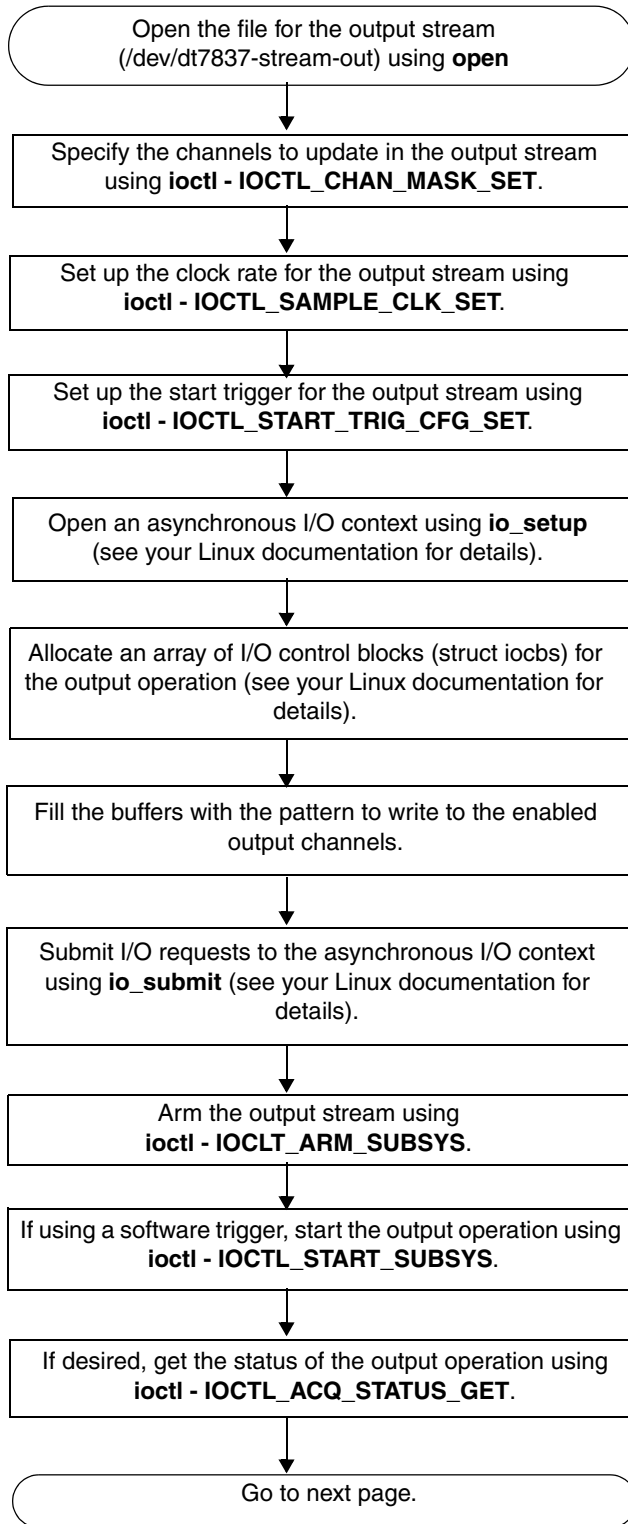 Open the file for the output stream
(/dev/dt7837-stream-out) using open
Specify the channels to update in the output stream
using ioctl - IOCTL_CHAN_MASK_SET.
Set up the clock rate for the output stream using
ioctl - IOCTL_SAMPLE_CLK_SET.
Set up the start trigger for the output stream using
ioctl - IOCTL_START_TRIG_CFG_SET.
Open an asynchronous I/O context using io_setup
(see your Linux documentation for details).
Allocate an array of I/O control blocks (struct iocbs) for
the output operation (see your Linux documentation for
details).
Fill the buffers with the pattern to write to the enabled
output channels.
Submit I/O requests to the asynchronous I/O context
using io_submit (see your Linux documentation for
details).
Arm the output stream using
ioctl - IOCLT_ARM_SUBSYS.
If using a software trigger, start the output operation using
ioctl - IOCTL_START_SUBSYS.
If desired, get the status of the output operation using
ioctl - IOCTL_ACQ_STATUS_GET.
Go to next page.